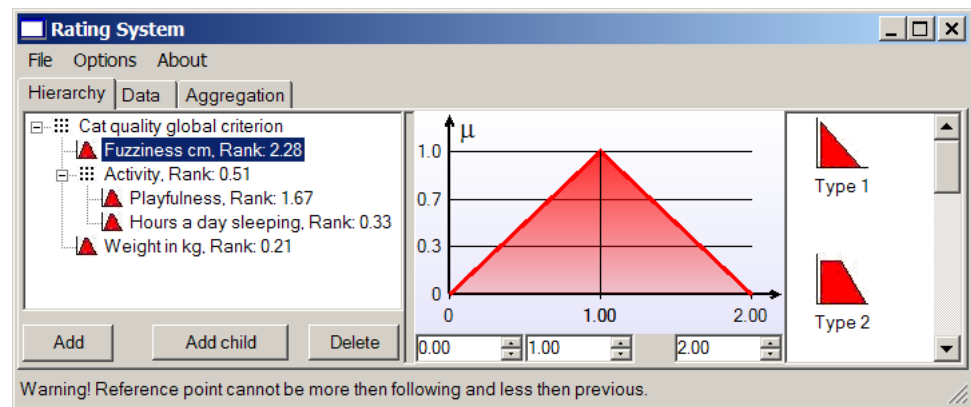 Rating System
File Options About
Hierarchy Data Aggregation
Cat quality global criterion
Fuzziness cm, Rank: 2.28
Activity, Rank: 0.51
Playfulness, Rank: 1.67
Hours a day sleeping, Rank: 0.33
Weight in kg, Rank: 0.21
Add Add child Delete
μ
1.0
0.7
0.3
0
0 1.00 2.00
0.00 1.00 2.00
Type 1
Type 2
Warning! Reference point cannot be more then following and less then previous.